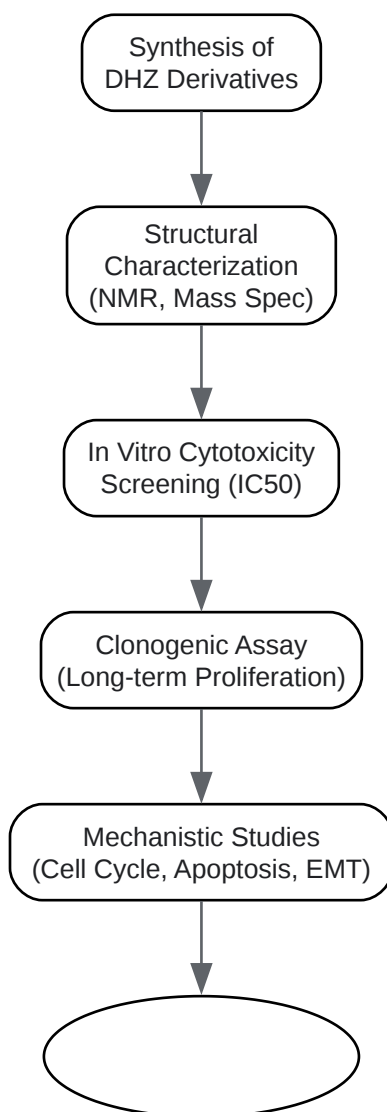 Synthesis of
DHZ Derivatives
Structural
Characterization
(NMR, Mass Spec)
In Vitro Cytotoxicity
Screening (IC50)
Clonogenic Assay
(Long-term Proliferation)
Mechanistic Studies
(Cell Cycle, Apoptosis, EMT)